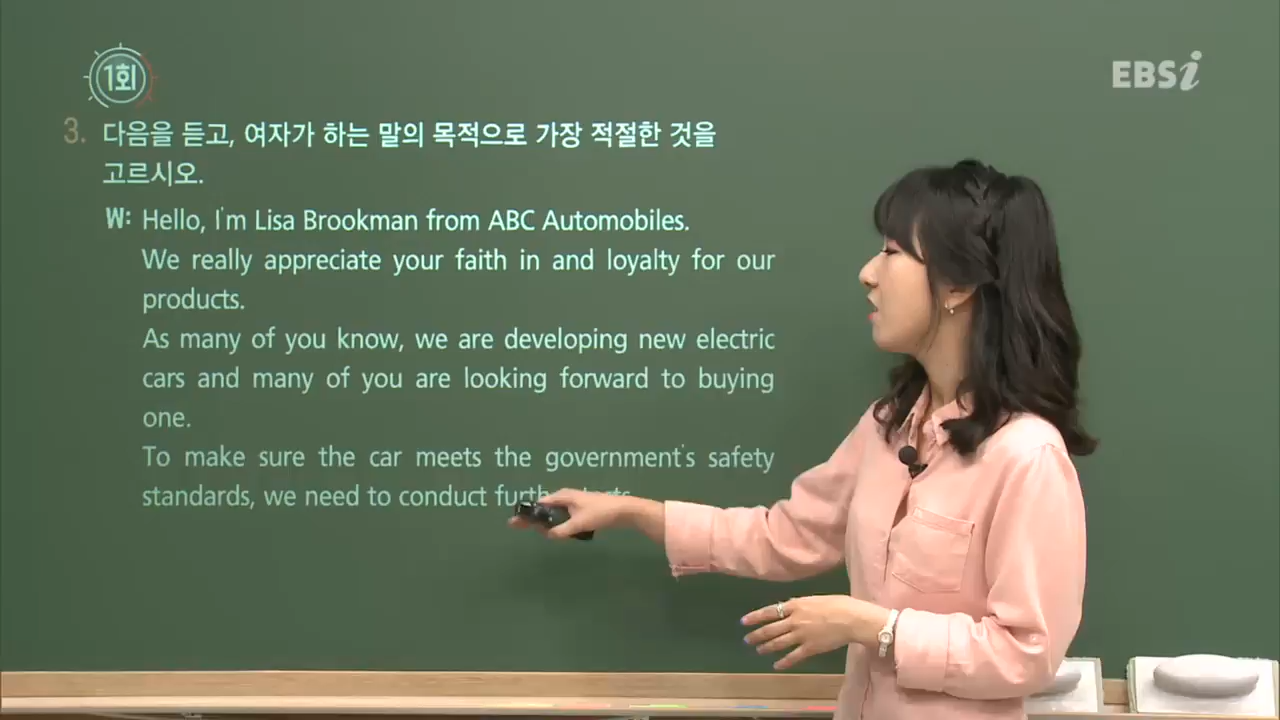 1회
EBSi
3. 다음을 듣고, 여자가 하는 말의 목적으로 가장 적절한 것을
고르시오.
W: Hello, I'm Lisa Brookman from ABC Automobiles.
We really appreciate your faith in and loyalty for our
products.
As many of you know, we are developing new electric
cars and many of you are looking forward to buying
one.
To make sure the car meets the government's safety
standards, we need to conduct further tests.